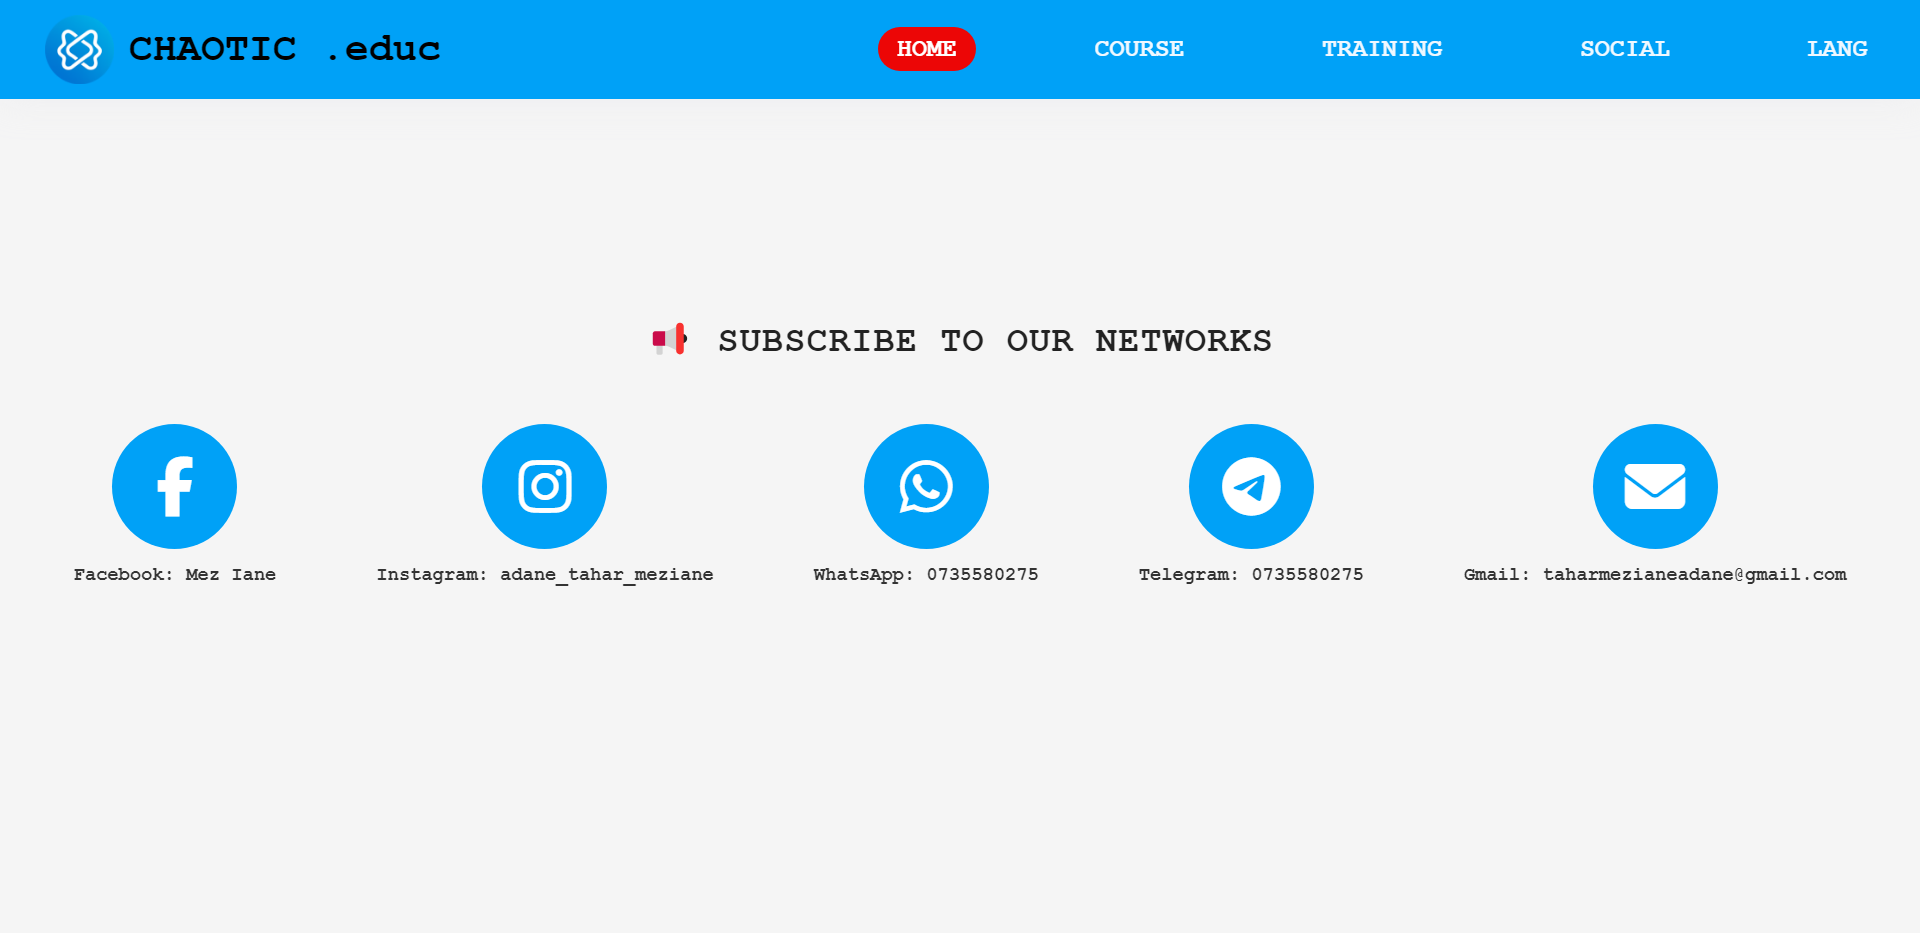 CHAOTIC .educ
HOME COURSE TRAINING SOCIAL LANG
SUBSCRIBE TO OUR NETWORKS
Facebook: Mez Iane
Instagram: adane_tahar_meziane
WhatsApp: 0735580275
Telegram: 0735580275
Gmail: taharmezianeadane@gmail.com